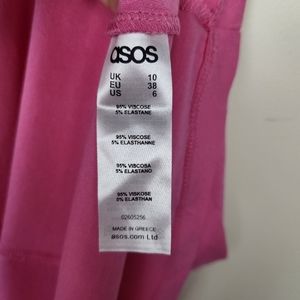 asos
UK 10
EU 38
US 6
95% VISCOSE
5% ELASTANE
95% VISCOSE
5% ELASTHANNE
95% VISCOSA
5% ELASTANO
95% VISKOSE
5% ELASTHAN
02605256
MADE IN GREECE
asos.com Ltd